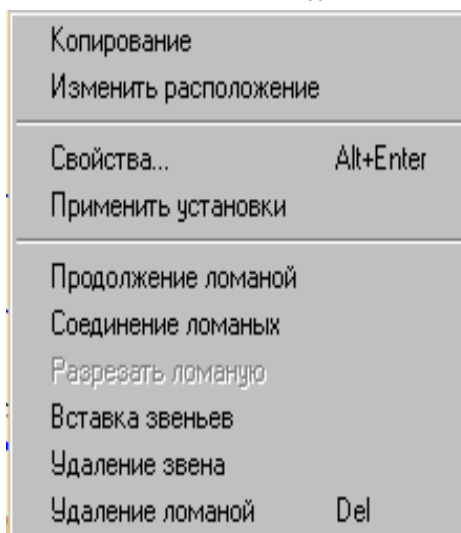 Копирование
Изменить расположение
Свойства... Alt+Enter
Применить установки
Продолжение ломаной
Соединение ломаных
Разрезать ломаную
Вставка звеньев
Удаление звена
Удаление ломаной Del